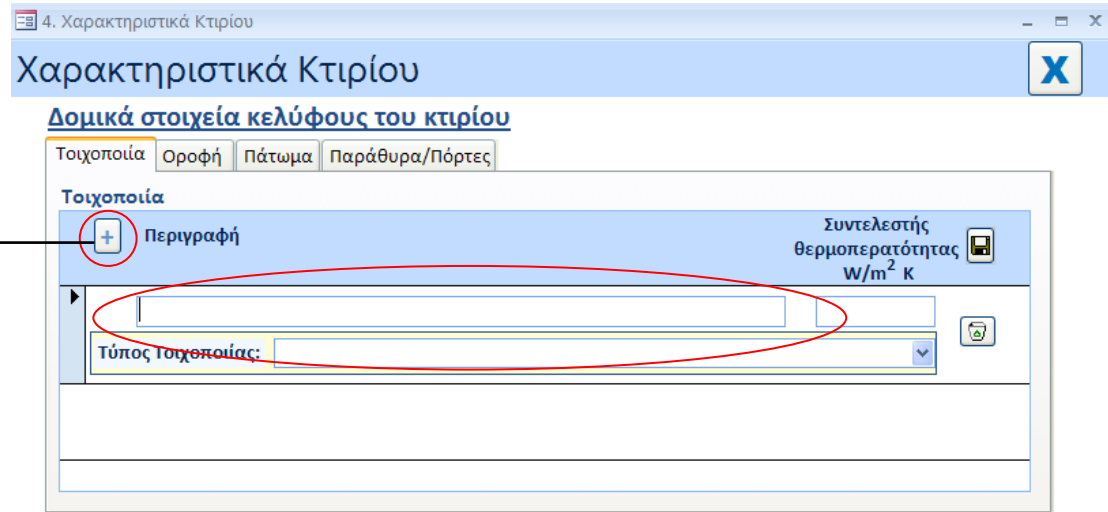 4. Χαρακτηριστικά Κτιρίου
Χαρακτηριστικά Κτιρίου
X
Δομικά στοιχεία κελύφους του κτιρίου
Τοιχοποιία Οροφή Πάτωμα Παράθυρα/Πόρτες
Τοιχοποιία
+ Περιγραφή
Συντελεστής
θερμοπερατότητας
W/m² K
Τύπος Τοιχοποιίας: